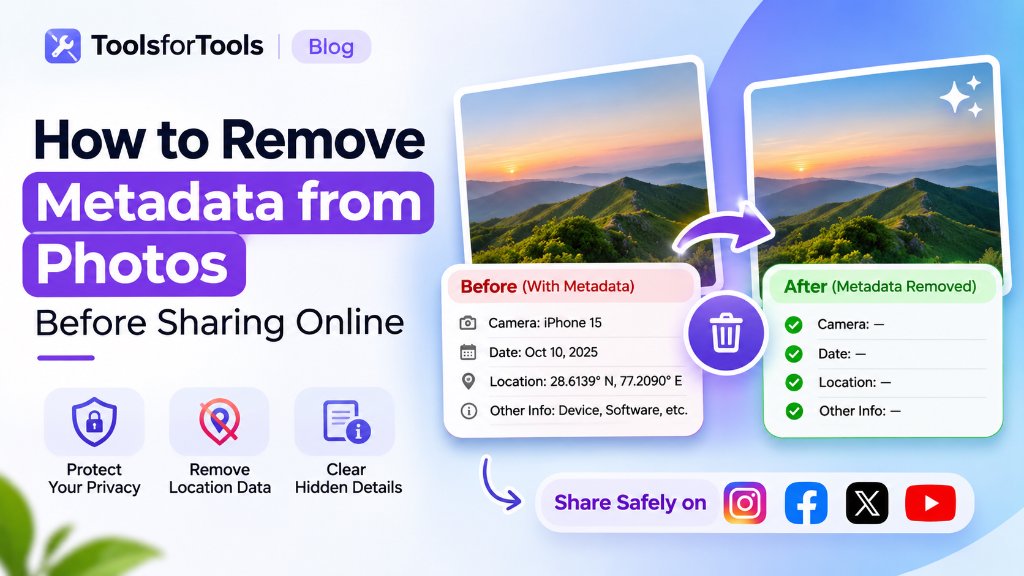 ToolsforTools | Blog
How to Remove
Metadata from
Photos
Before Sharing Online
Protect
Your Privacy
Remove
Location Data
Clear
Hidden Details
Before (With Metadata)
Camera: iPhone 15
Date: Oct 10, 2025
Location: 28.6139° N, 77.2090° E
Other Info: Device, Software, etc.
After (Metadata Removed)
Camera: —
Date: —
Location: —
Other Info: —
Share Safely on